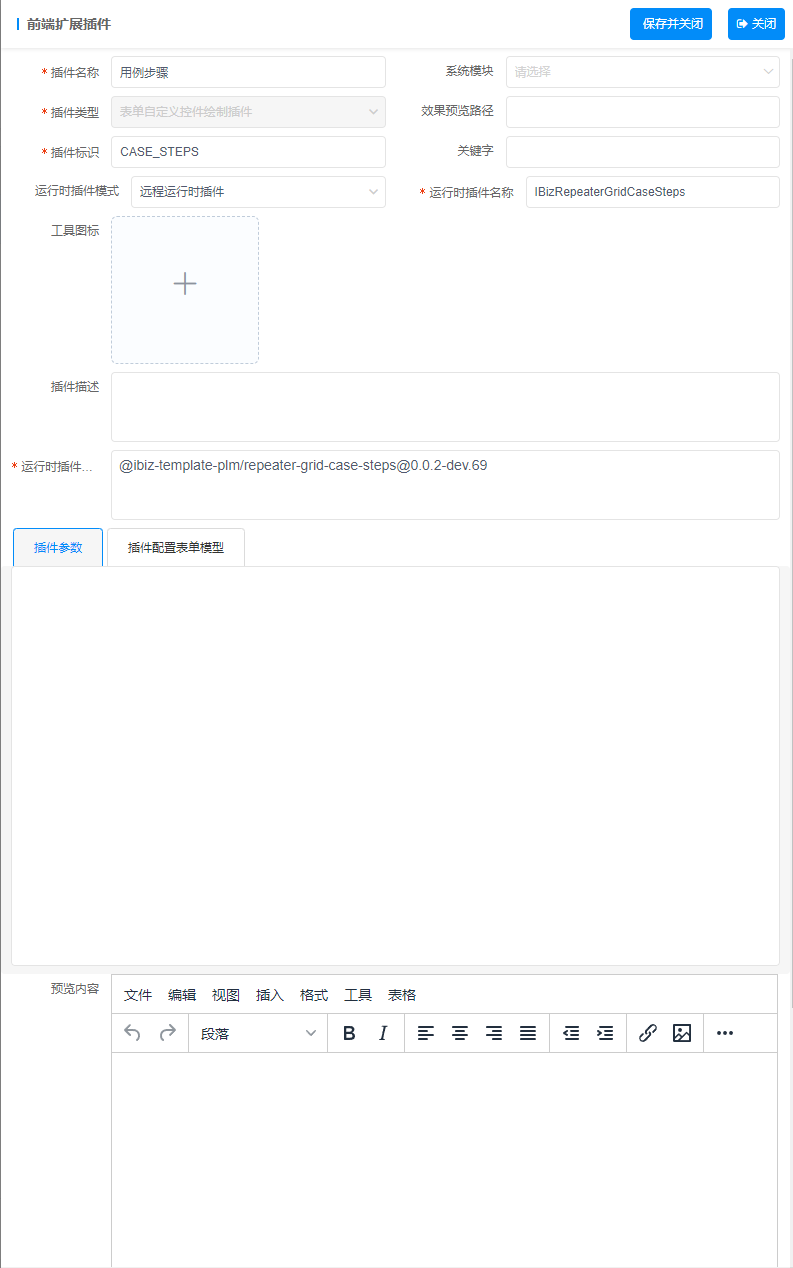 前端扩展插件
保存并关闭
关闭
* 插件名称 用例步骤
系统模块 请选择
* 插件类型 表单自定义控件绘制插件
效果预览路径
* 插件标识 CASE_STEPS
关键字
运行时插件模式 远程运行时插件
* 运行时插件名称 IBizRepeaterGridCaseSteps
工具图标
插件描述
* 运行时插件... @ibiz-template-plm/repeater-grid-case-steps@0.0.2-dev.69
插件参数 插件配置表单模型
预览内容
文件 编辑 视图 插入 格式 工具 表格
段落 B I